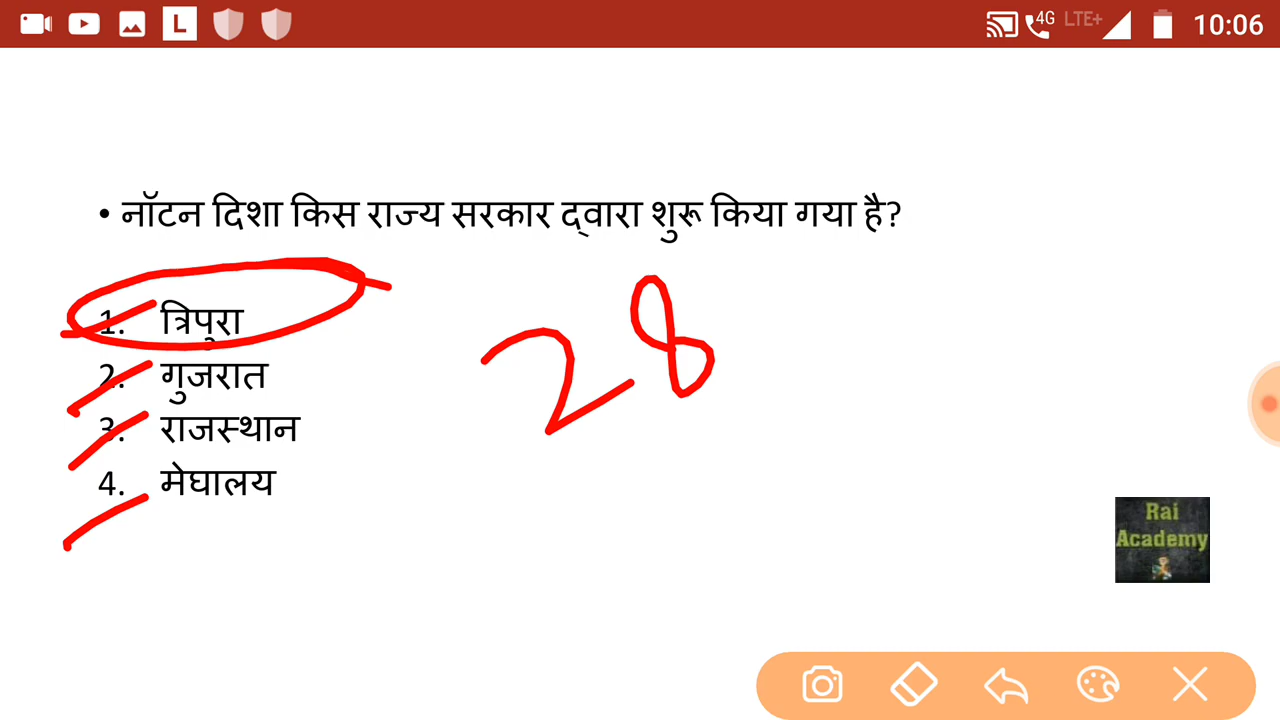 L 4G LTE+ 10:06
• नॉटन दिशा किस राज्य सरकार द्वारा शुरू किया गया है?
1. त्रिपुरा
28
2. गुजरात
3. राजस्थान
4. मेघालय
Rai
Academy